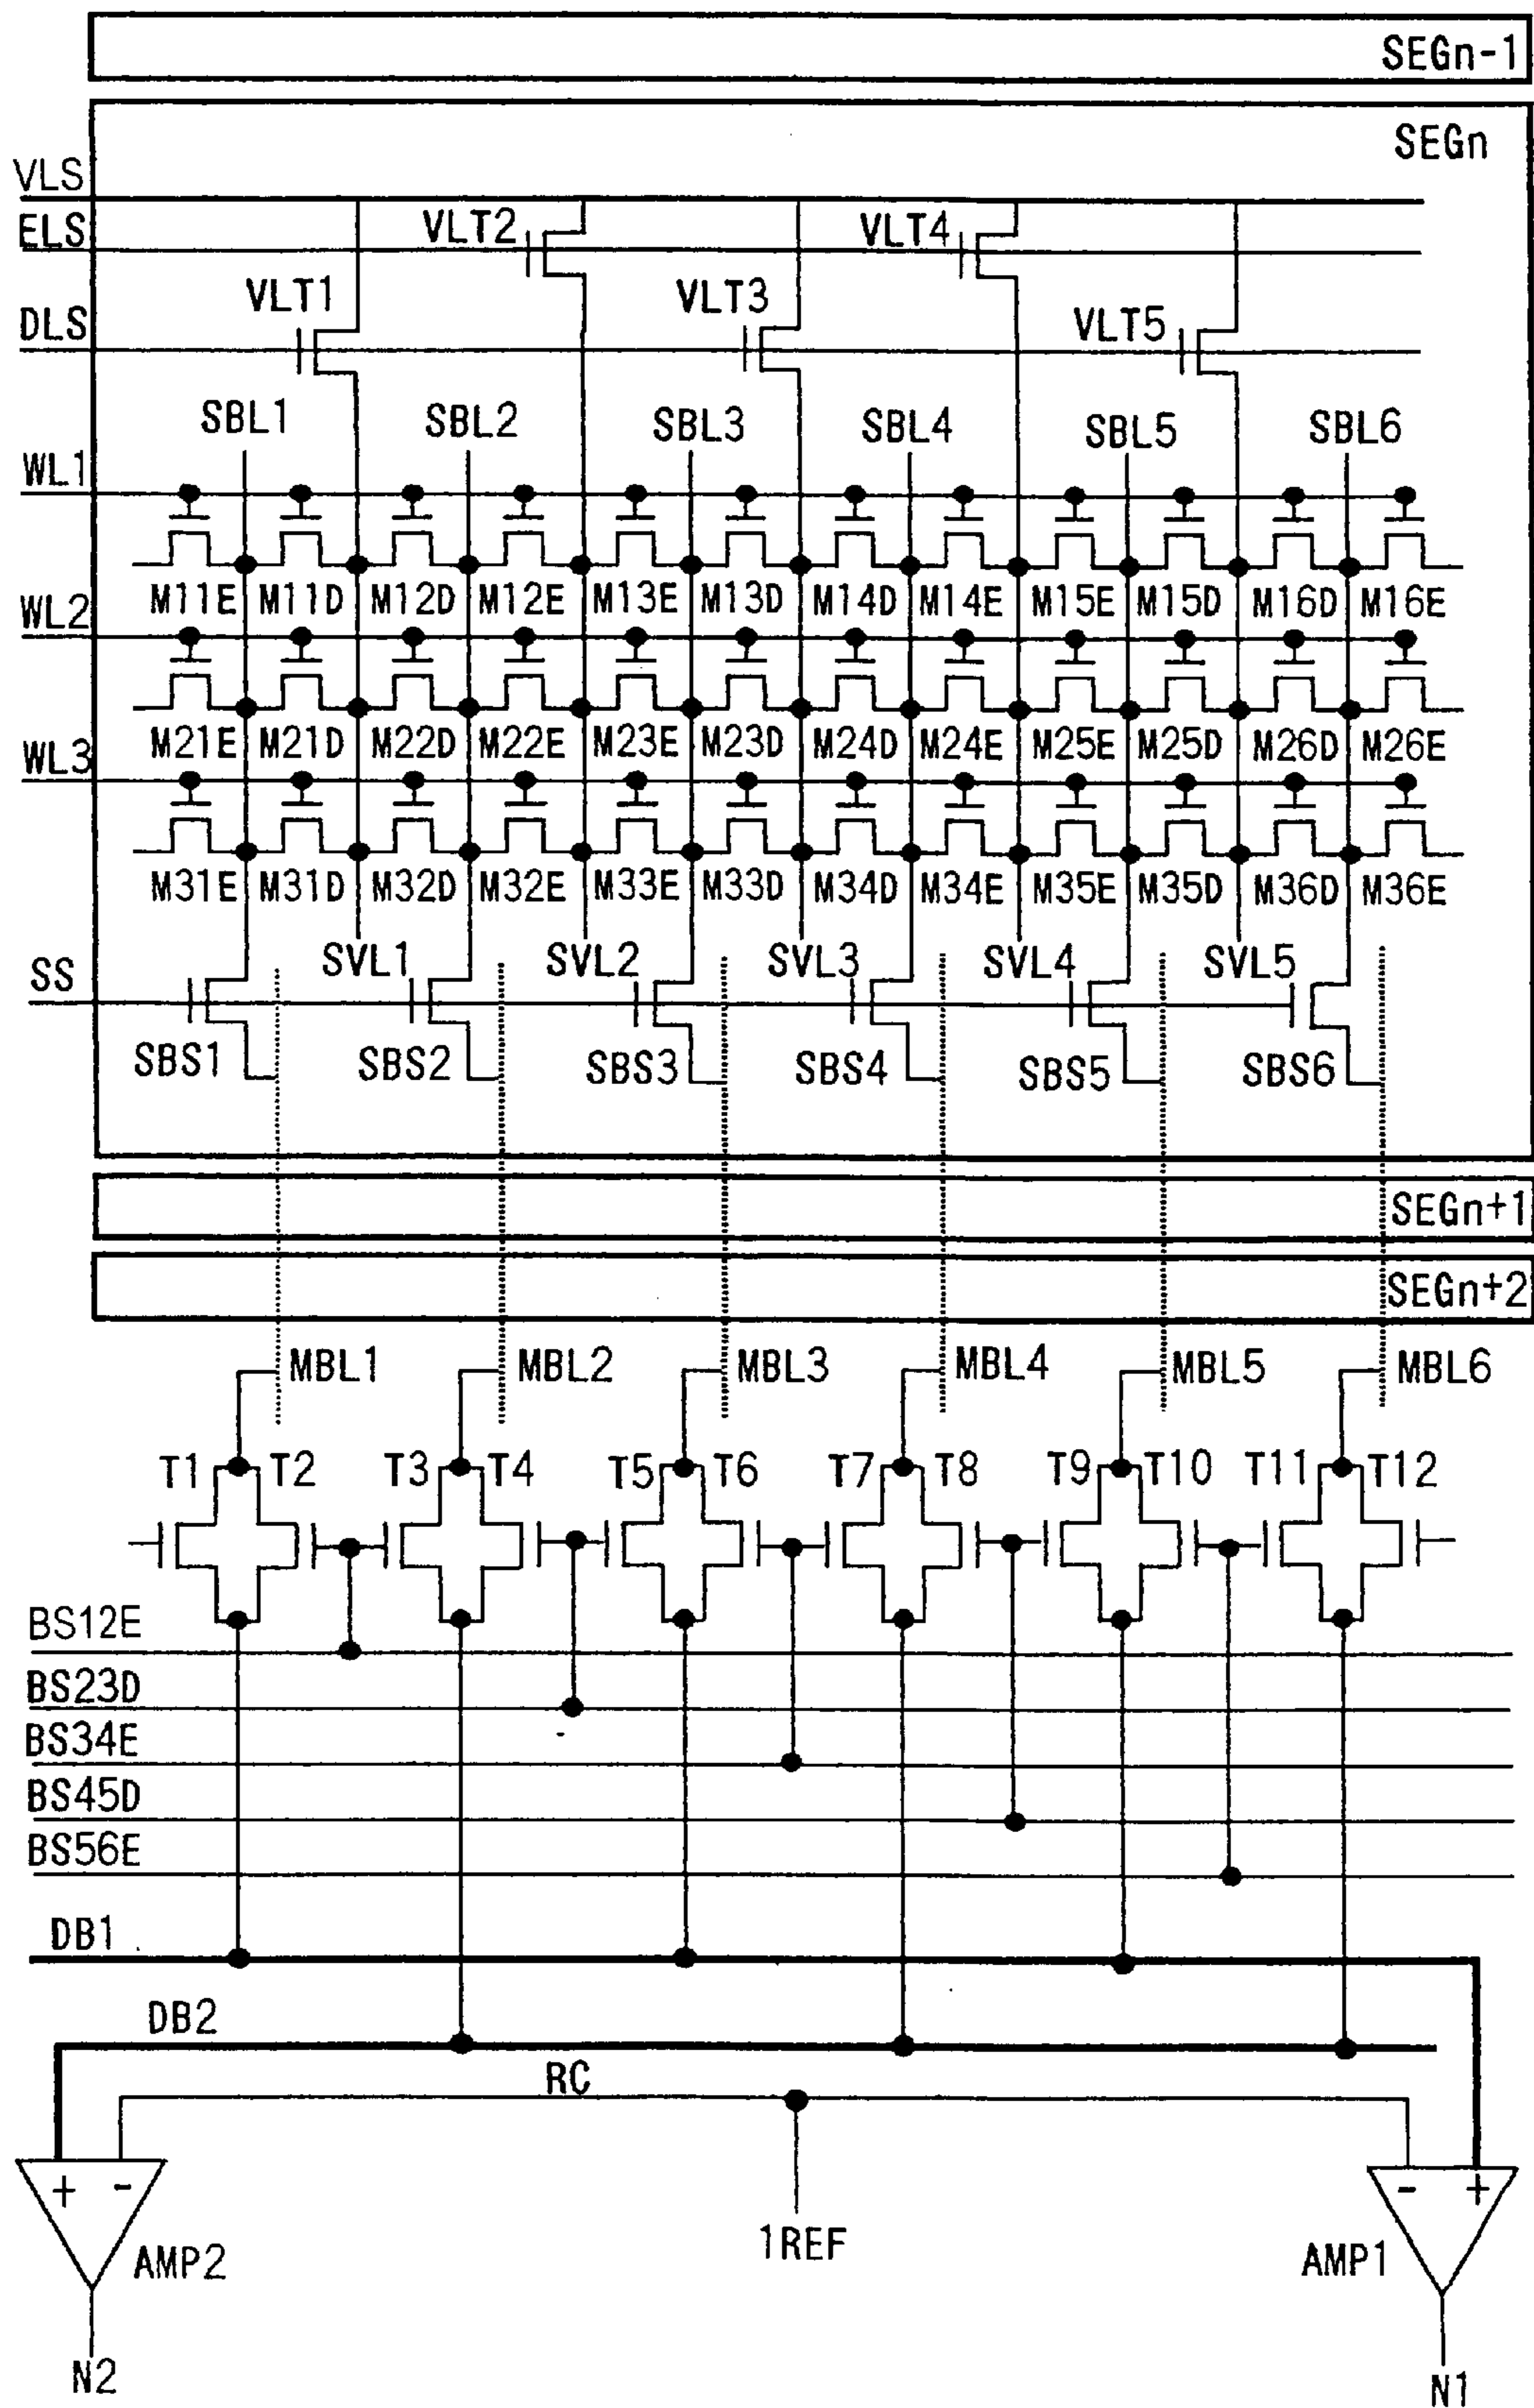 SEGn-1
SEGn
VLS
ELS VLT2 VLT4
DLS VLT1 VLT3 VLT5
SBL1 SBL2 SBL3 SBL4 SBL5 SBL6
WL1
M11E M11D M12D M12E M13E M13D M14D M14E M15E M15D M16D M16E
WL2
M21E M21D M22D M22E M23E M23D M24D M24E M25E M25D M26D M26E
WL3
M31E M31D M32D M32E M33E M33D M34D M34E M35E M35D M36D M36E
SS SVL1 SVL2 SVL3 SVL4 SVL5
SBS1 SBS2 SBS3 SBS4 SBS5 SBS6
SEGn+1
SEGn+2
MBL1 MBL2 MBL3 MBL4 MBL5 MBL6
T1 T2 T3 T4 T5 T6 T7 T8 T9 T10 T11 T12
BS12E
BS23D
BS34E
BS45D
BS56E
DB1
DB2
RC
+ - - +
AMP2 1REF AMP1
N2 N1